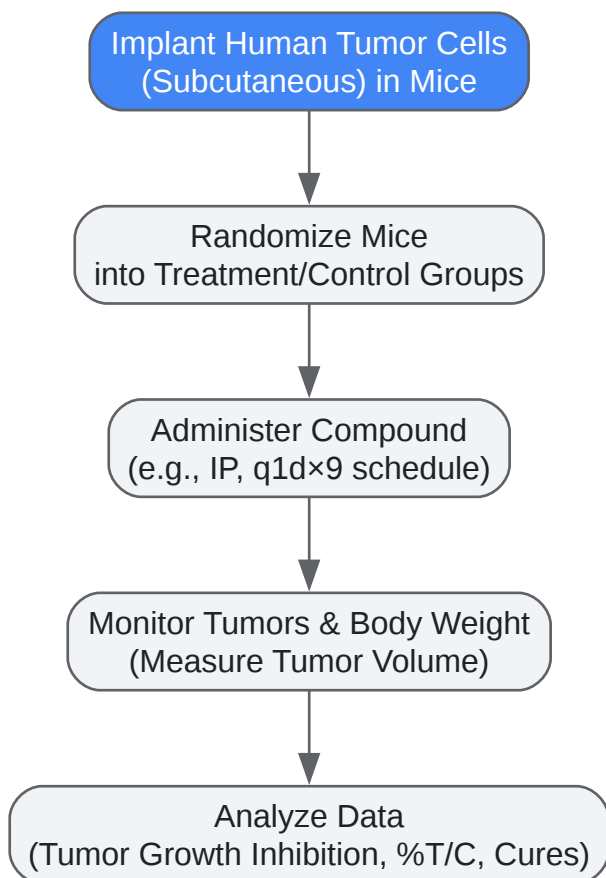 Implant Human Tumor Cells
(Subcutaneous) in Mice
Randomize Mice
into Treatment/Control Groups
Administer Compound
(e.g., IP, q1d×9 schedule)
Monitor Tumors & Body Weight
(Measure Tumor Volume)
Analyze Data
(Tumor Growth Inhibition, %T/C, Cures)